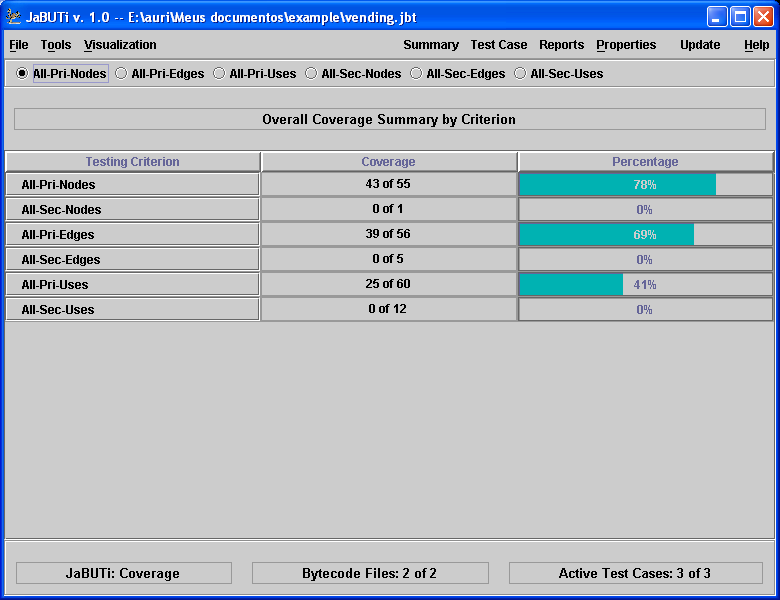 JaBUTi v. 1.0 -- E:\auri\Meus documentos\example\vending.jbt
File Tools Visualization Summary Test Case Reports Properties Update Help
All-Pri-Nodes All-Pri-Edges All-Pri-Uses All-Sec-Nodes All-Sec-Edges All-Sec-Uses
Overall Coverage Summary by Criterion
Testing Criterion Coverage Percentage
All-Pri-Nodes 43 of 55 78%
All-Sec-Nodes 0 of 1 0%
All-Pri-Edges 39 of 56 69%
All-Sec-Edges 0 of 5 0%
All-Pri-Uses 25 of 60 41%
All-Sec-Uses 0 of 12 0%
JaBUTi: Coverage Bytecode Files: 2 of 2 Active Test Cases: 3 of 3